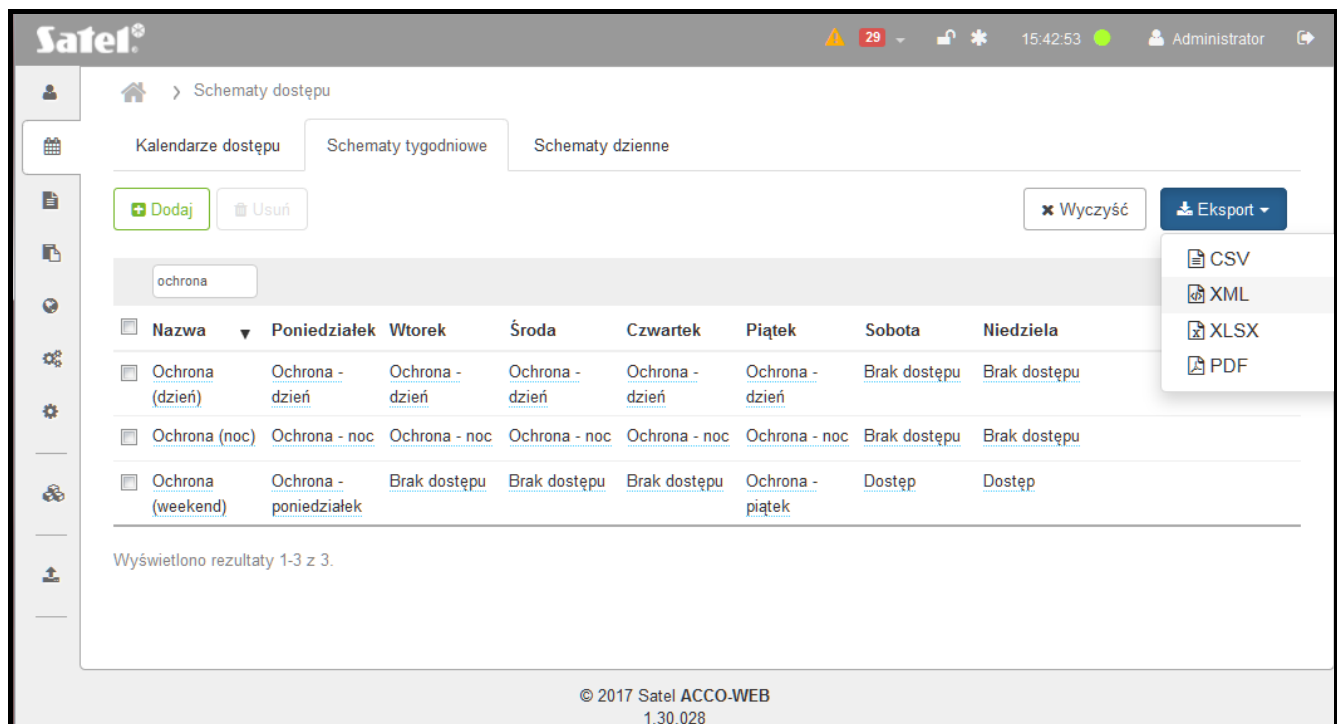 Satel®
29 15:42:53 Administrator
Schematy dostępu
Kalendarze dostępu Schematy tygodniowe Schematy dzienne
Dodaj Usuń Wyczyść Eksport
CSV
XML
XLSX
PDF
ochrona
Nazwa Poniedziałek Wtorek Środa Czwartek Piątek Sobota Niedziela
Ochrona Ochrona - Ochrona - Ochrona - Ochrona - Ochrona - Brak dostępu Brak dostępu
(dzień) dzień dzień dzień dzień dzień
Ochrona (noc) Ochrona - noc Ochrona - noc Ochrona - noc Ochrona - noc Ochrona - noc Brak dostępu Brak dostępu
Ochrona Ochrona - Brak dostępu Brak dostępu Brak dostępu Ochrona - Dostęp Dostęp
(weekend) poniedziałek piątek
Wyświetlono rezultaty 1-3 z 3.
© 2017 Satel ACCO-WEB
1.30.028